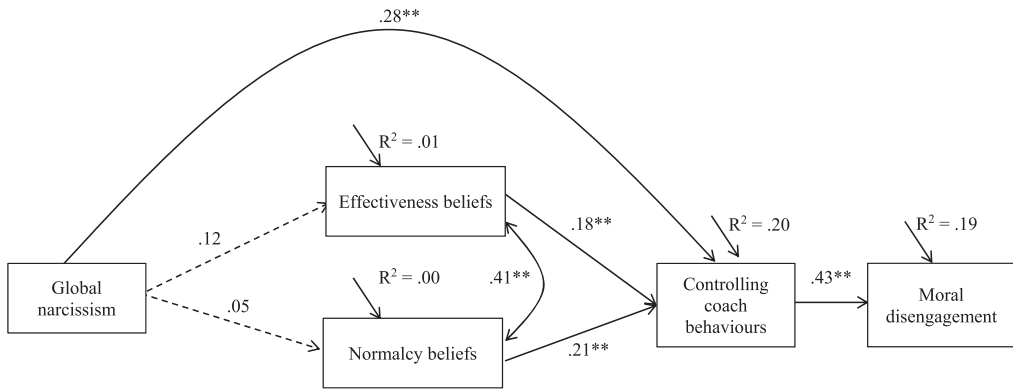 .28**
R² = .01
Effectiveness beliefs
.12
.18**
R² = .20
R² = .19
Global
narcissism
R² = .00
.41**
Controlling
coach
behaviours
.43**
Moral
disengagement
.05
Normalcy beliefs
.21**